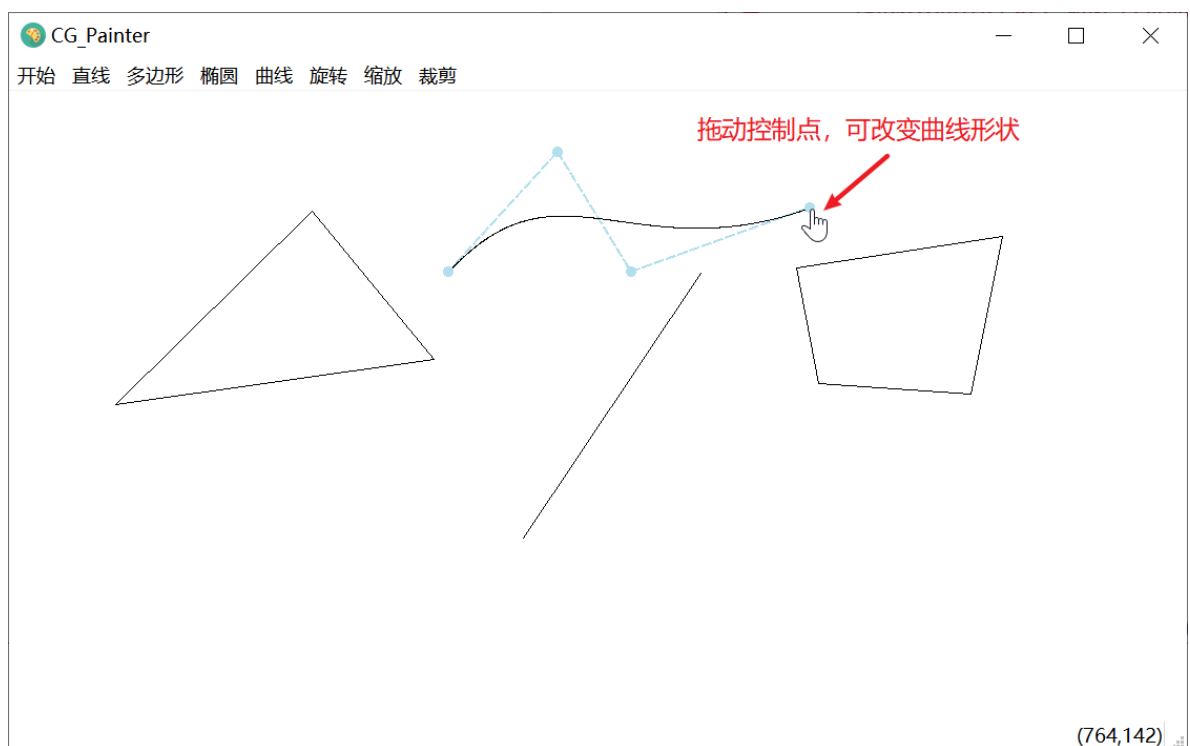 CG_Painter
开始 直线 多边形 椭圆 曲线 旋转 缩放 裁剪
拖动控制点，可改变曲线形状
(764,142)